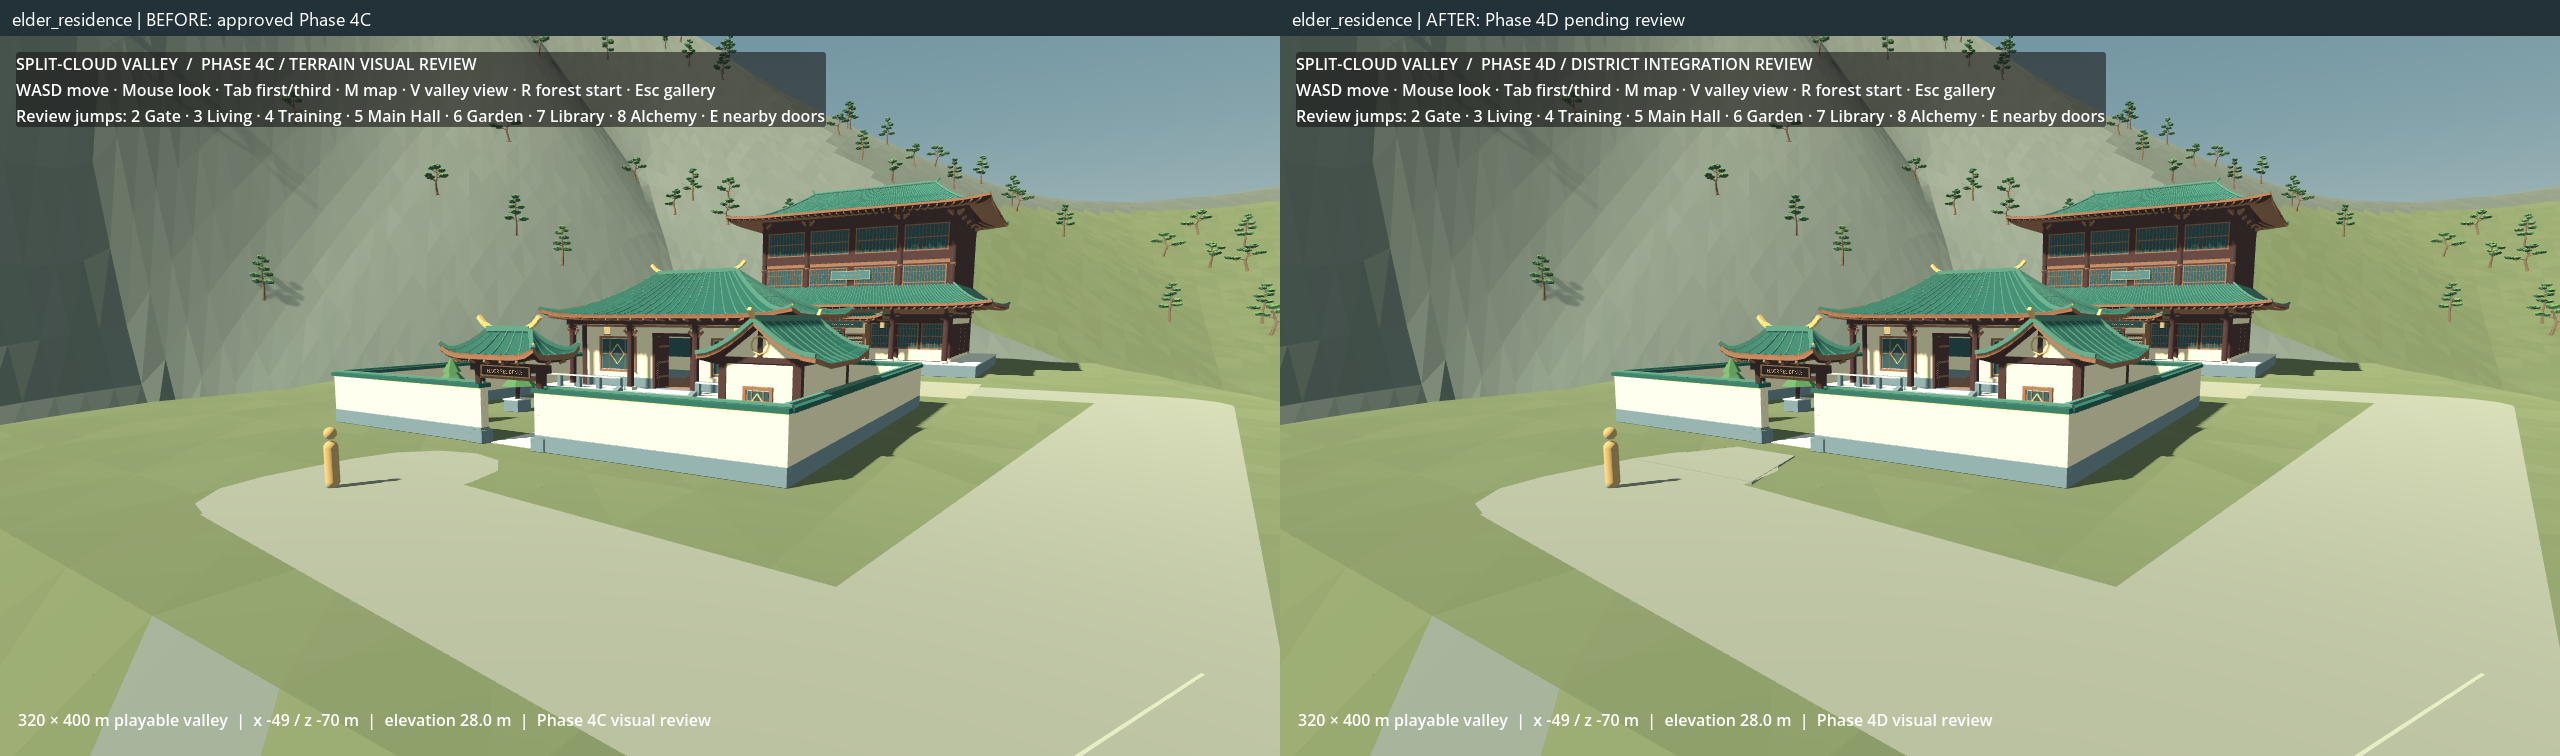 elder_residence | BEFORE: approved Phase 4C
SPLIT-CLOUD VALLEY / PHASE 4C / TERRAIN VISUAL REVIEW
WASD move · Mouse look · Tab first/third · M map · V valley view · R forest start · Esc gallery
Review jumps: 2 Gate · 3 Living · 4 Training · 5 Main Hall · 6 Garden · 7 Library · 8 Alchemy · E nearby doors
ELDER RESIDENCE
320 × 400 m playable valley | x -49 / z -70 m | elevation 28.0 m | Phase 4C visual review
elder_residence | AFTER: Phase 4D pending review
SPLIT-CLOUD VALLEY / PHASE 4D / DISTRICT INTEGRATION REVIEW
WASD move · Mouse look · Tab first/third · M map · V valley view · R forest start · Esc gallery
Review jumps: 2 Gate · 3 Living · 4 Training · 5 Main Hall · 6 Garden · 7 Library · 8 Alchemy · E nearby doors
ELDER RESIDENCE
320 × 400 m playable valley | x -49 / z -70 m | elevation 28.0 m | Phase 4D visual review